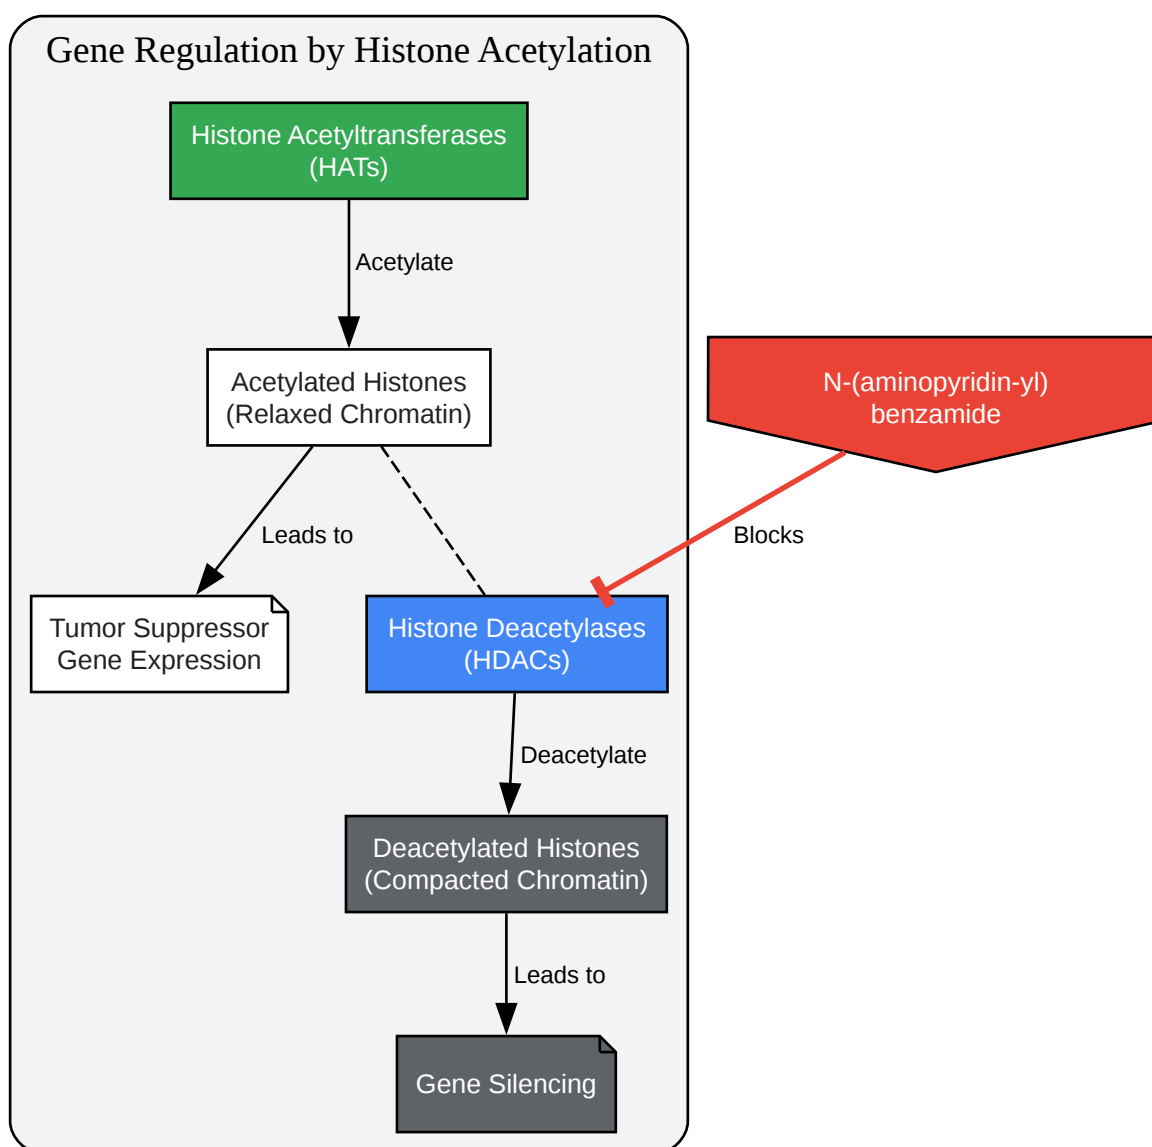 Gene Regulation by Histone Acetylation
Histone Acetyltransferases
(HATs)
Acetylate
Acetylated Histones
(Relaxed Chromatin)
N-(aminopyridin-yl)
benzamide
Leads to
Blocks
Tumor Suppressor
Gene Expression
Histone Deacetylases
(HDACs)
Deacetylate
Deacetylated Histones
(Compacted Chromatin)
Leads to
Gene Silencing